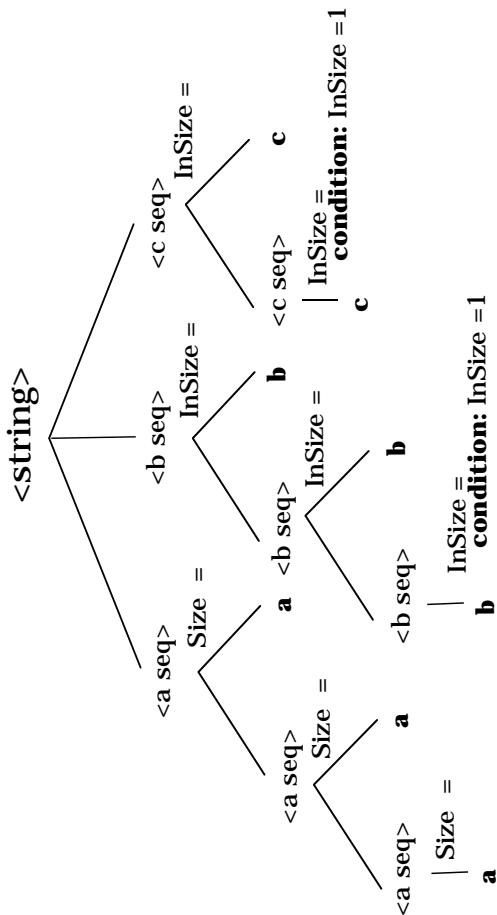 <string>
<a seq>
Size =
<b seq>
InSize =
<c seq>
InSize =
<a seq>
Size =
a
<b seq>
InSize =
b
<c seq>
InSize =
condition: InSize =1
c
<a seq>
Size =
a
<b seq>
InSize =
condition: InSize =1
b
c
a
b